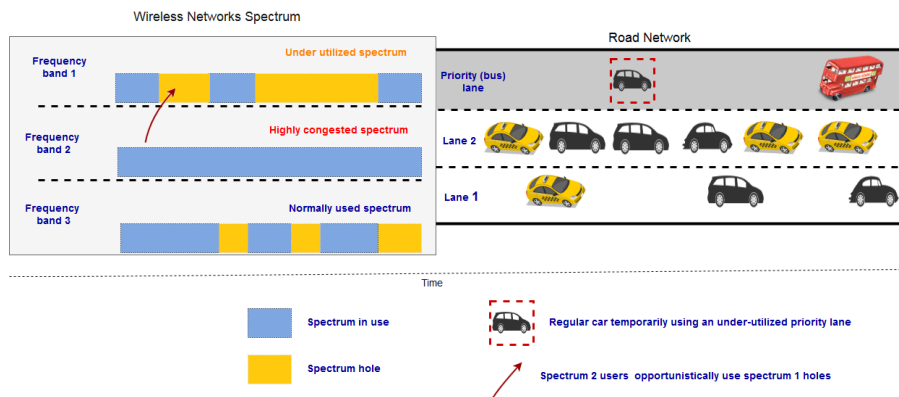 Wireless Networks Spectrum
Road Network
Frequency
band 1
Under utilized spectrum
Priority (bus)
lane
Frequency
band 2
Highly congested spectrum
Lane 2
Frequency
band 3
Normally used spectrum
Lane 1
Time
Spectrum in use
Regular car temporarily using an under-utilized priority lane
Spectrum hole
Spectrum 2 users opportunistically use spectrum 1 holes